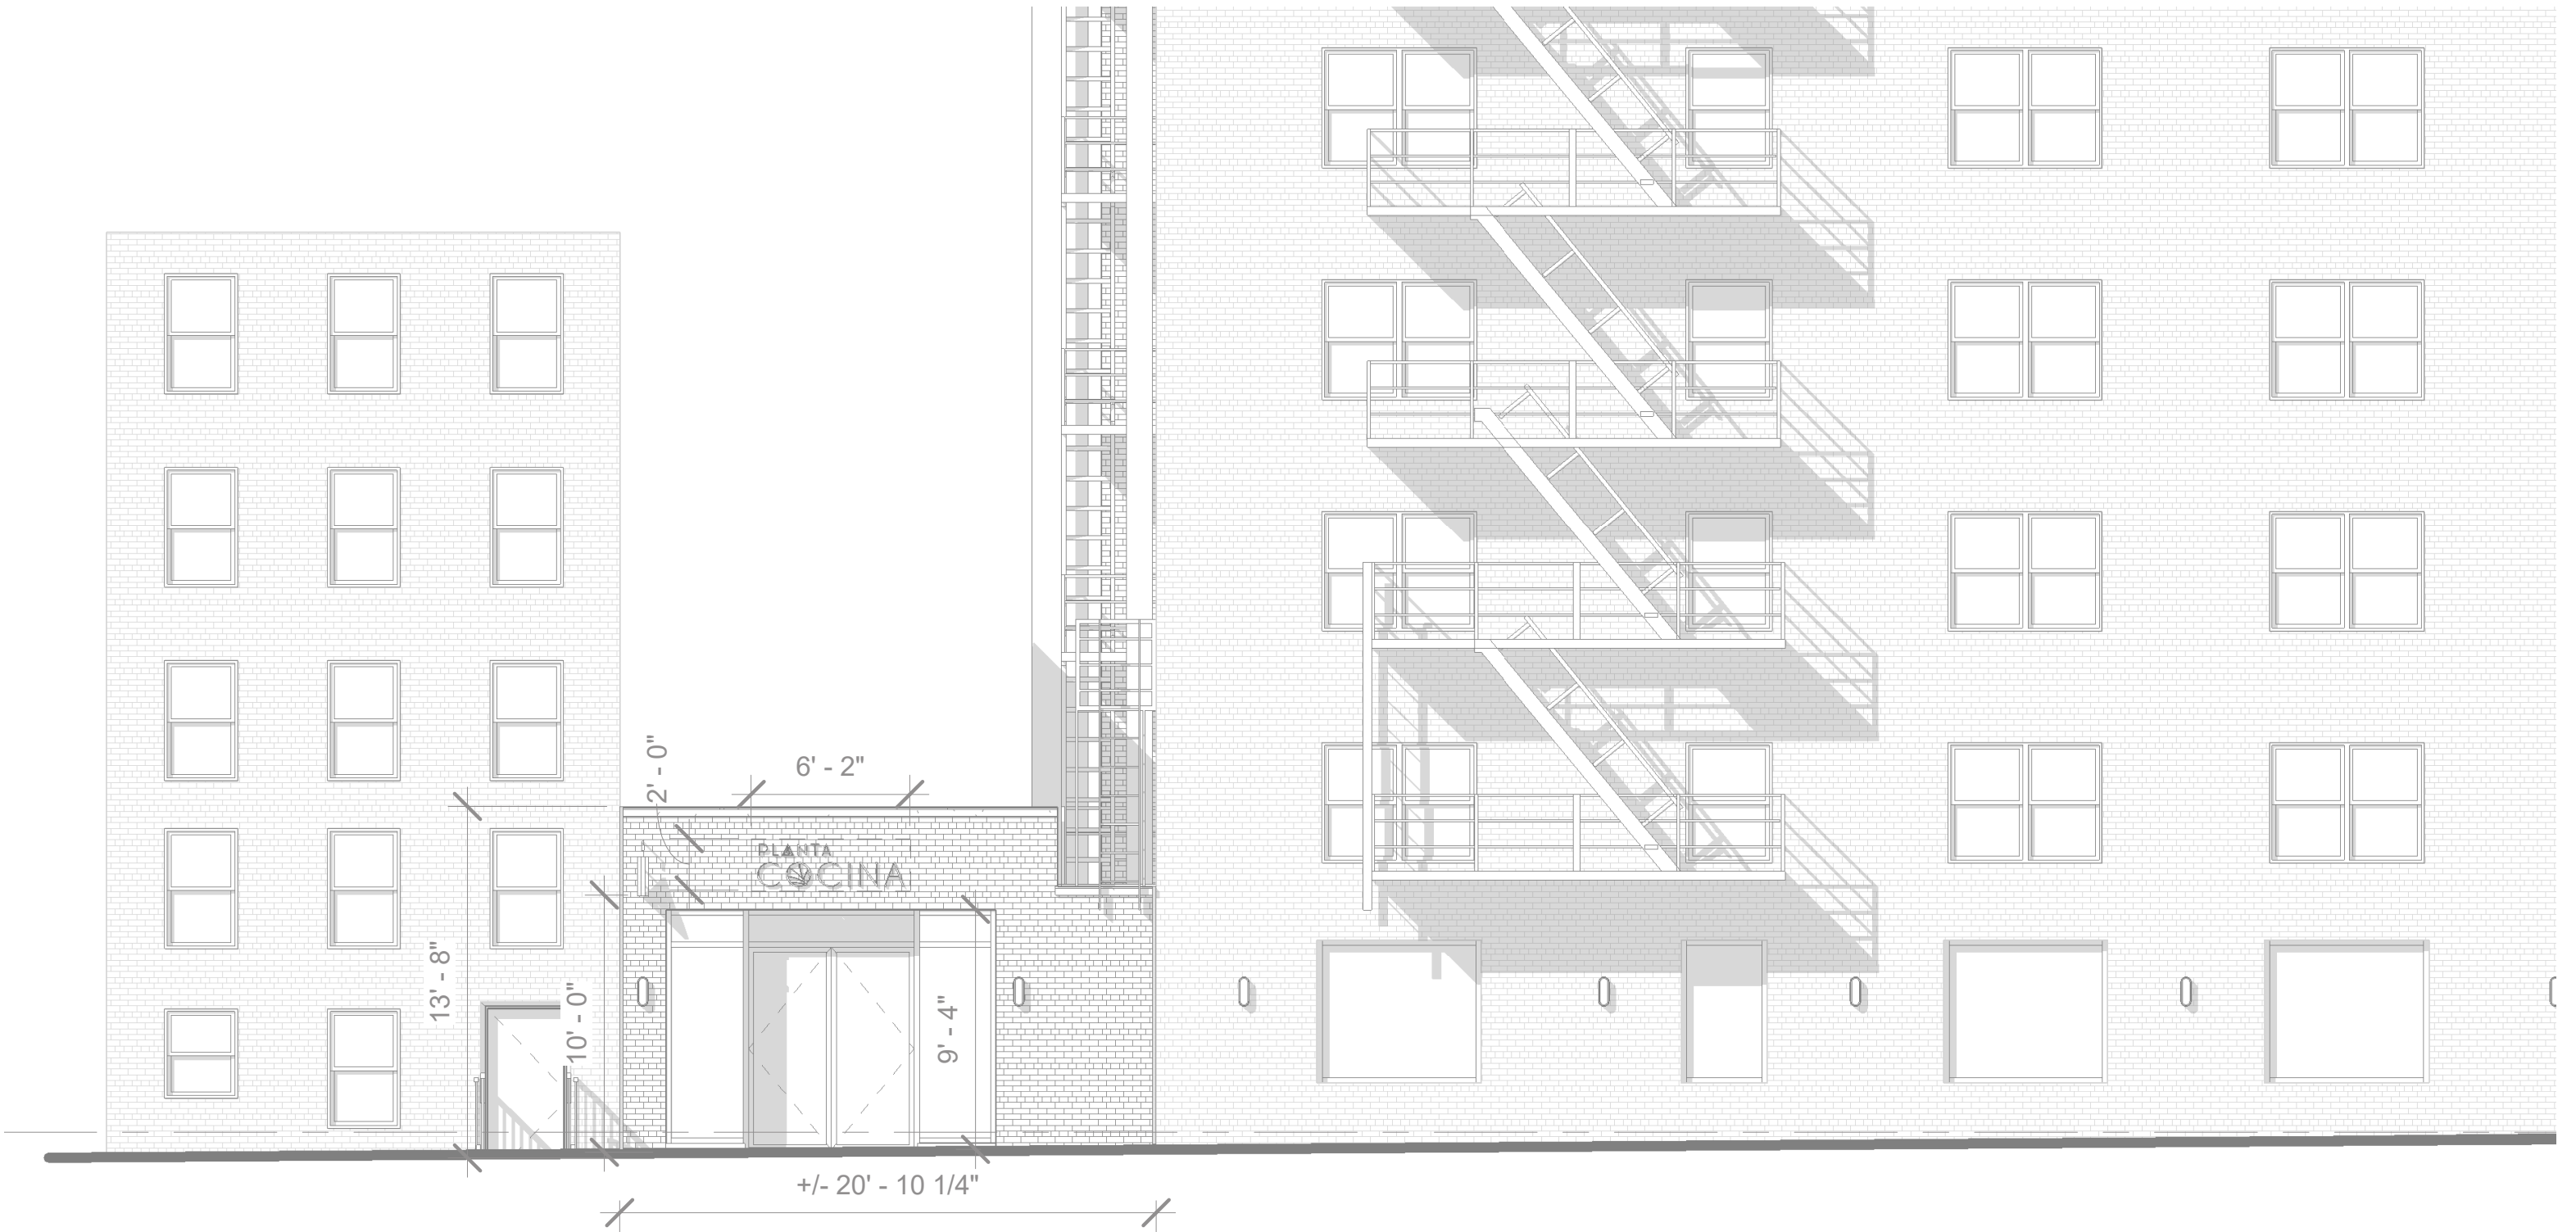 2' - 0"
6' - 2"
PLANTA
COCINA
13' - 8"
10' - 0"
9' - 4"
+/- 20' - 10 1/4"